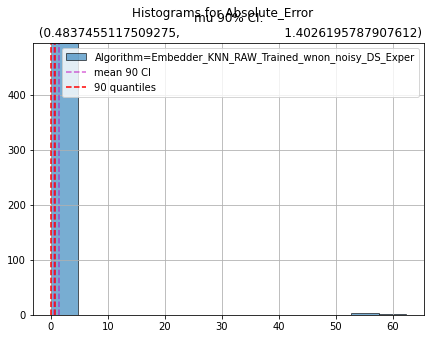 Histograms for Absolute_Error
mu 90% CI:
(0.4837455117509275, 1.4026195787907612)
Algorithm=Embedder_KNN_RAW_Trained_wnon_noisy_DS_Exper
mean 90 CI
90 quantiles
400
300
200
100
0
0 10 20 30 40 50 60